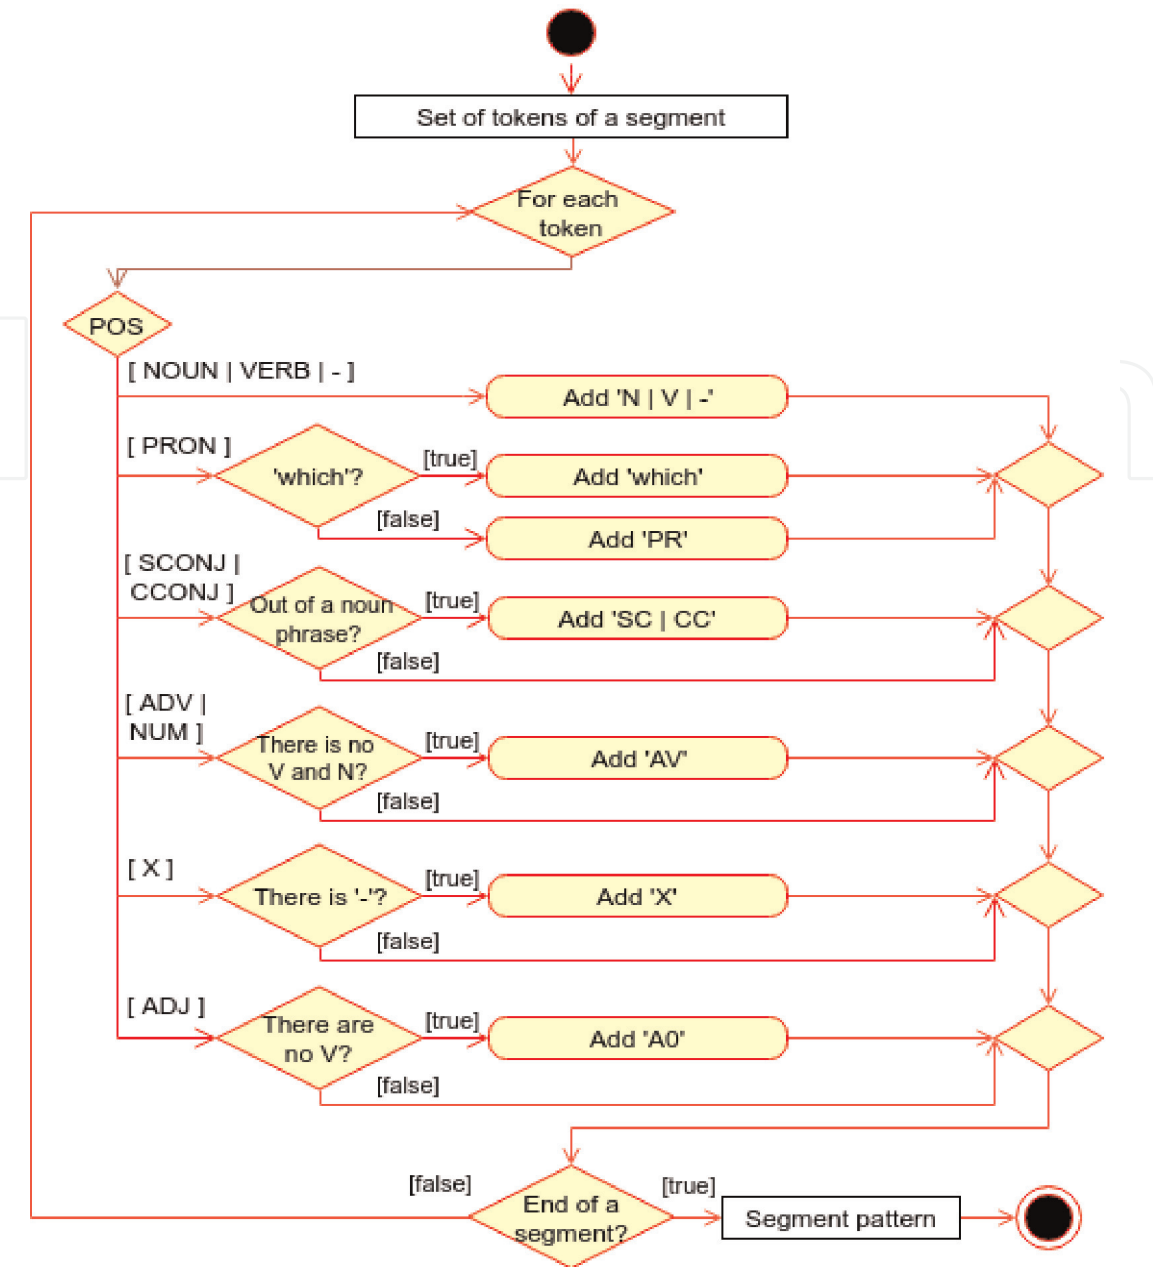 Set of tokens of a segment
For each
token
POS
[ NOUN | VERB | - ]
Add 'N | V | -'
[ PRON ]
'which'?
[true]
Add 'which'
[false]
Add 'PR'
[ SCONJ |
CCONJ ]
Out of a noun
phrase?
[true]
Add 'SC | CC'
[false]
[ ADV |
NUM ]
There is no
V and N?
[true]
Add 'AV'
[false]
[ X ]
There is '-'?
[true]
Add 'X'
[false]
[ ADJ ]
There are
no V?
[true]
Add 'A0'
[false]
[false]
End of a
segment?
[true]
Segment pattern